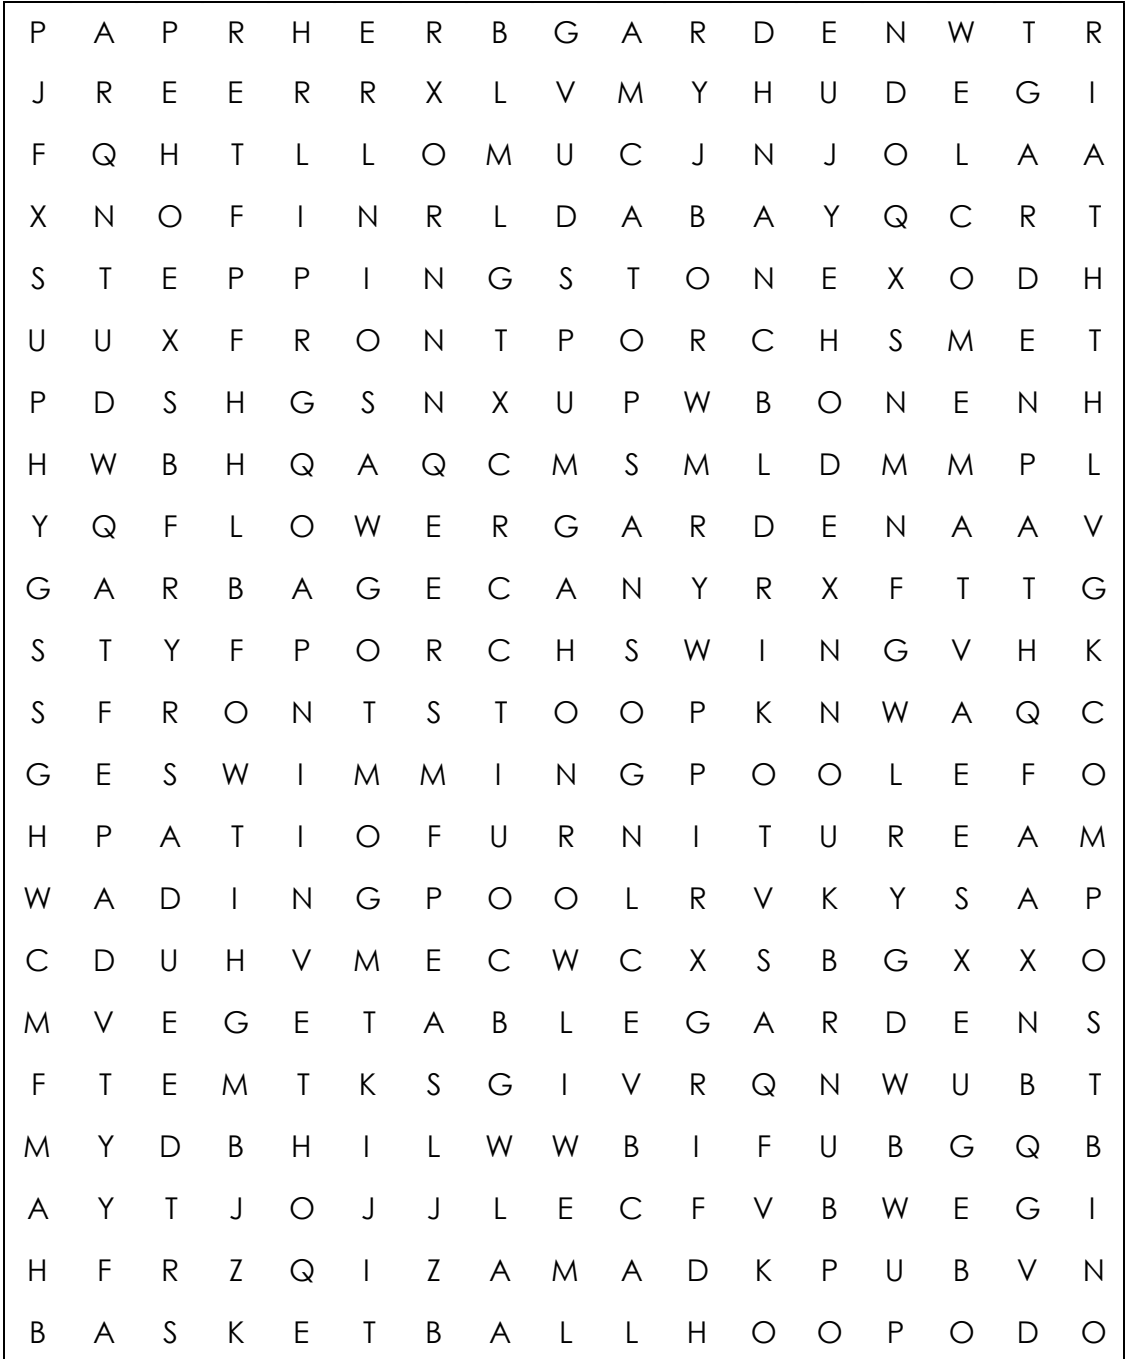 P A P R H E R B G A R D E N W T R
J R E E R R X L V M Y H U D E G I
F Q H T L L O M U C J N J O L A A
X N O F I N R L D A B A Y Q C R T
S T E P P I N G S T O N E X O D H
U U X F R O N T P O R C H S M E T
P D S H G S N X U P W B O N E N H
H W B H Q A Q C M S M L D M M P L
Y Q F L O W E R G A R D E N A A V
G A R B A G E C A N Y R X F T T G
S T Y F P O R C H S W I N G V H K
S F R O N T S T O O P K N W A Q C
G E S W I M M I N G P O O L E F O
H P A T I O F U R N I T U R E A M
W A D I N G P O O L R V K Y S A P
C D U H V M E C W C X S B G X X O
M V E G E T A B L E G A R D E N S
F T E M T K S G I V R Q N W U B T
M Y D B H I L W W B I F U B G Q B
A Y T J O J J L E C F V B W E G I
H F R Z Q I Z A M A D K P U B V N
B A S K E T B A L L H O O P O D O